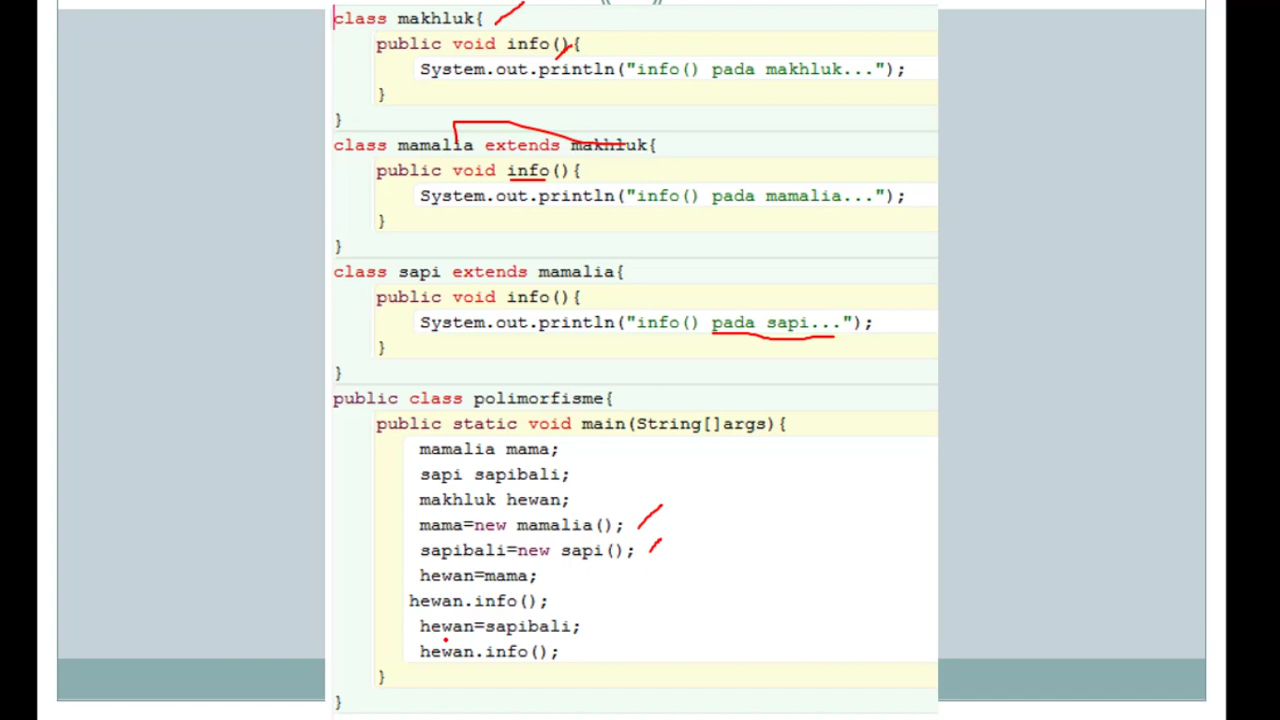 class makhluk{
public void info(){
System.out.println("info() pada makhluk...");
}
}
class mamalia extends makhluk{
public void info(){
System.out.println("info() pada mamalia...");
}
}
class sapi extends mamalia{
public void info(){
System.out.println("info() pada sapi...");
}
}
public class polimorfisme{
public static void main(String[]args){
mamalia mama;
sapi sapibali;
makhluk hewan;
mama=new mamalia();
sapibali=new sapi();
hewan=mama;
hewan.info();
hewan=sapibali;
hewan.info();
}
}